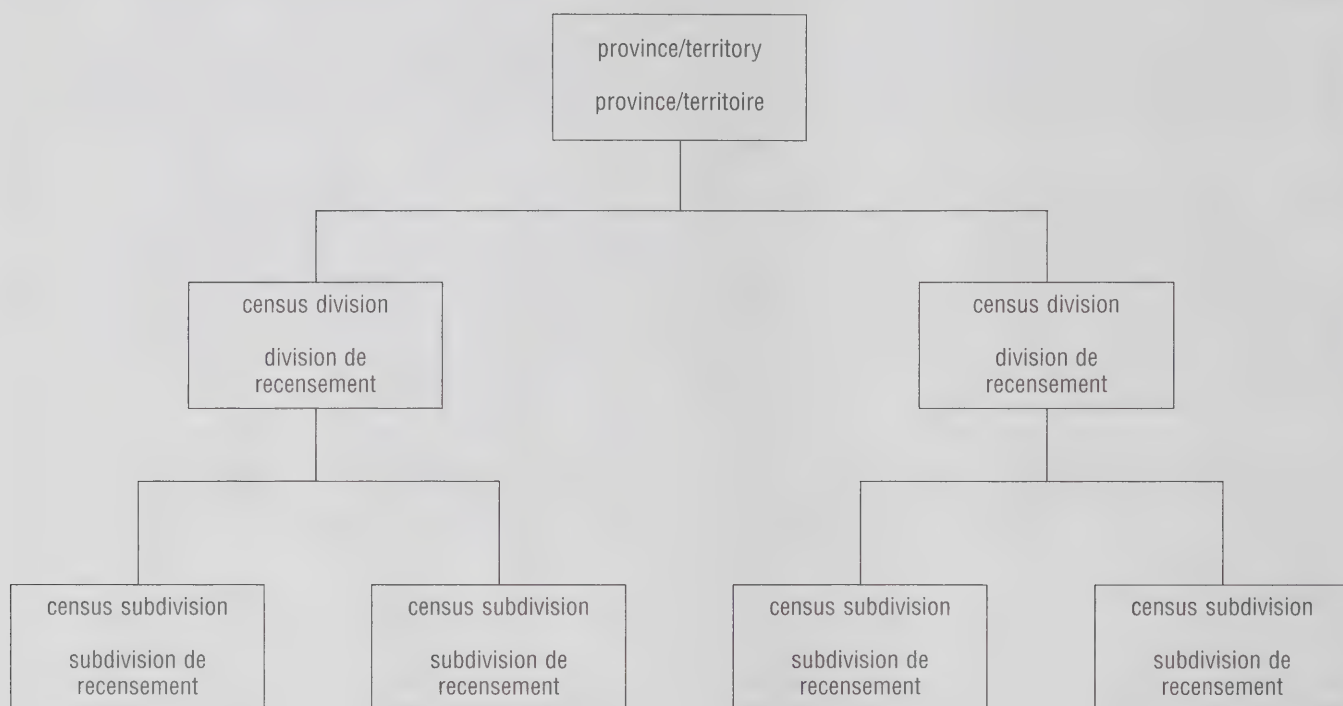 province/territory
province/territoire
census division
division de
recensement
census division
division de
recensement
census subdivision
subdivision de
recensement
census subdivision
subdivision de
recensement
census subdivision
subdivision de
recensement
census subdivision
subdivision de
recensement